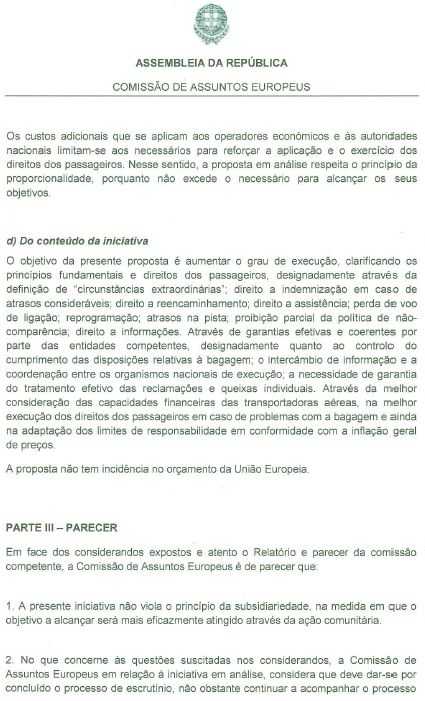 ASSEMBLEIA DA REPÚBLICA
COMISSÃO DE ASSUNTOS EUROPEUS
Os custos adicionais que se aplicam aos operadores económicos e às autoridades
nacionais limitam-se aos necessários para reforçar a aplicação e o exercício dos
direitos dos passageiros. Nesse sentido, a proposta em análise respeita o princípio da
proporcionalidade, porquanto não excede o necessário para alcançar os seus
objetivos.
d) Do conteúdo da iniciativa
O objetivo da presente proposta é aumentar o grau de execução, clarificando os
princípios fundamentais e direitos dos passageiros, designadamente através da
definição de "circunstâncias extraordinárias"; direito a indemnização em caso de
atrasos consideráveis; direito a reencaminhamento; direito a assistência; perda de voo
de ligação; reprogramação; atrasos na pista; proibição parcial da política de não-
comparência; direito a informações. Através de garantias efetivas e coerentes por
parte das entidades competentes, designadamente quanto ao controlo do
cumprimento das disposições relativas à bagagem; o intercâmbio de informação e a
coordenação entre os organismos nacionais de execução; a necessidade de garantia
do tratamento efetivo das reclamações e queixas individuais. Através da melhor
consideração das capacidades financeiras das transportadoras aéreas, na melhor
execução dos direitos dos passageiros em caso de problemas com a bagagem e ainda
na adaptação dos limites de responsabilidade em conformidade com a inflação geral
de preços.
A proposta não tem incidência no orçamento da União Europeia.
PARTE III – PARECER
Em face dos considerandos expostos e atento o Relatório e parecer da comissão
competente, a Comissão de Assuntos Europeus é de parecer que:
1. A presente iniciativa não viola o princípio da subsidiariedade, na medida em que o
objetivo a alcançar será mais eficazmente atingido através da ação comunitária.
2. No que concerne às questões suscitadas nos considerandos, a Comissão de
Assuntos Europeus em relação à iniciativa em análise, considera que deve dar-se por
concluído o processo de escrutínio, não obstante continuar a acompanhar o processo